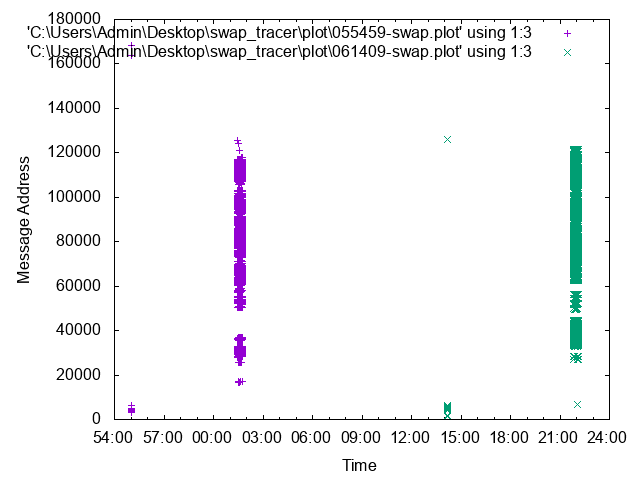 180000
'C:\Users\Admin\Desktop\swap_tracer\plot\055459-swap.plot' using 1:3
'C:\Users\Admin\Desktop\swap_tracer\plot\061409-swap.plot' using 1:3
160000
140000
120000
100000
80000
60000
40000
20000
0
Message Address
54:00 57:00 00:00 03:00 06:00 09:00 12:00 15:00 18:00 21:00 24:00
Time